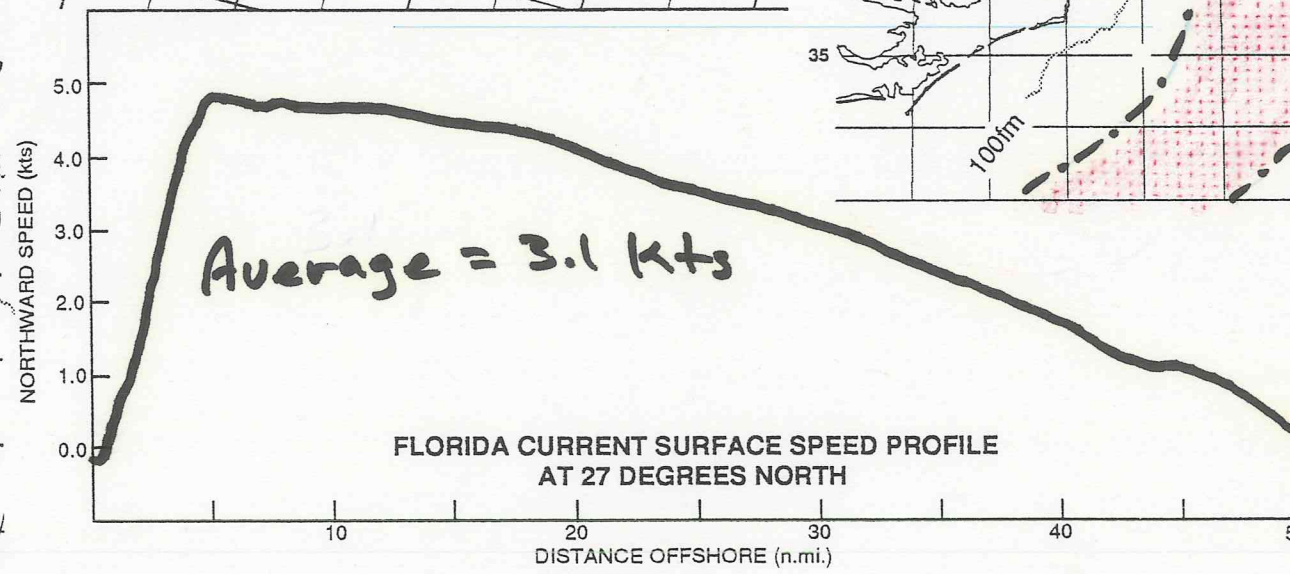 35
100fm
5.0
4.0
3.0
2.0
1.0
0.0
NORTHWARD SPEED (kts)
Average = 3.1 kts
FLORIDA CURRENT SURFACE SPEED PROFILE
AT 27 DEGREES NORTH
10 20 30 40
DISTANCE OFFSHORE (n.mi.)